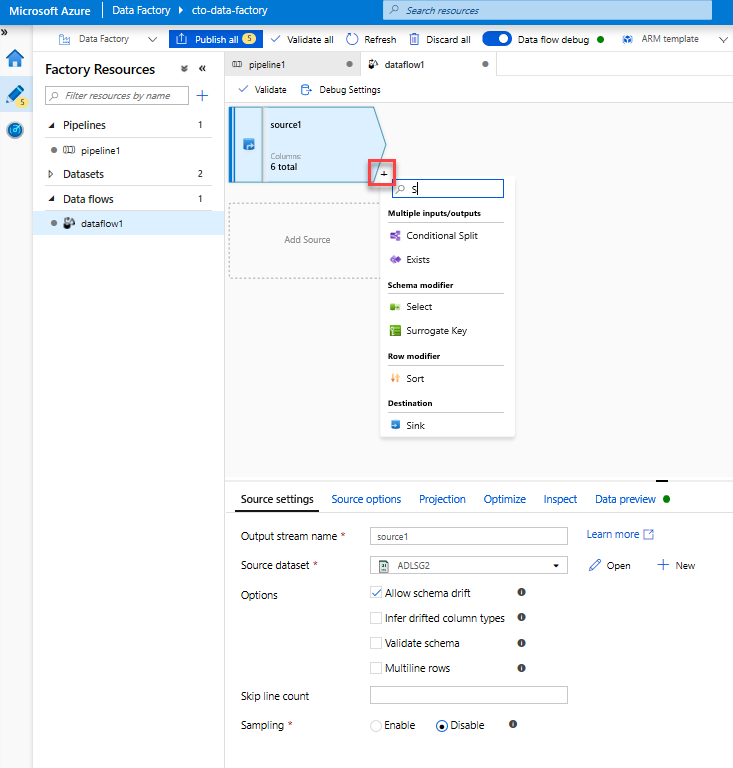 Microsoft Azure
Data Factory
cto-data-factory
Search resources
Data Factory
Publish all 5
Validate all
Refresh
Discard all
Data flow debug
ARM template
Factory Resources
Filter resources by name
Pipelines 1
pipeline1
Datasets 2
Data flows 1
dataflow1
5
pipeline1
dataflow1
Validate
Debug Settings
source1
Columns:
6 total
Add Source
S
Multiple inputs/outputs
Conditional Split
Exists
Schema modifier
Select
Surrogate Key
Row modifier
Sort
Destination
Sink
Source settings
Source options
Projection
Optimize
Inspect
Data preview
Output stream name *
source1
Learn more
Source dataset *
ADLSG2
Open
New
Options
Allow schema drift
Infer drifted column types
Validate schema
Multiline rows
Skip line count
Sampling *
Enable
Disable